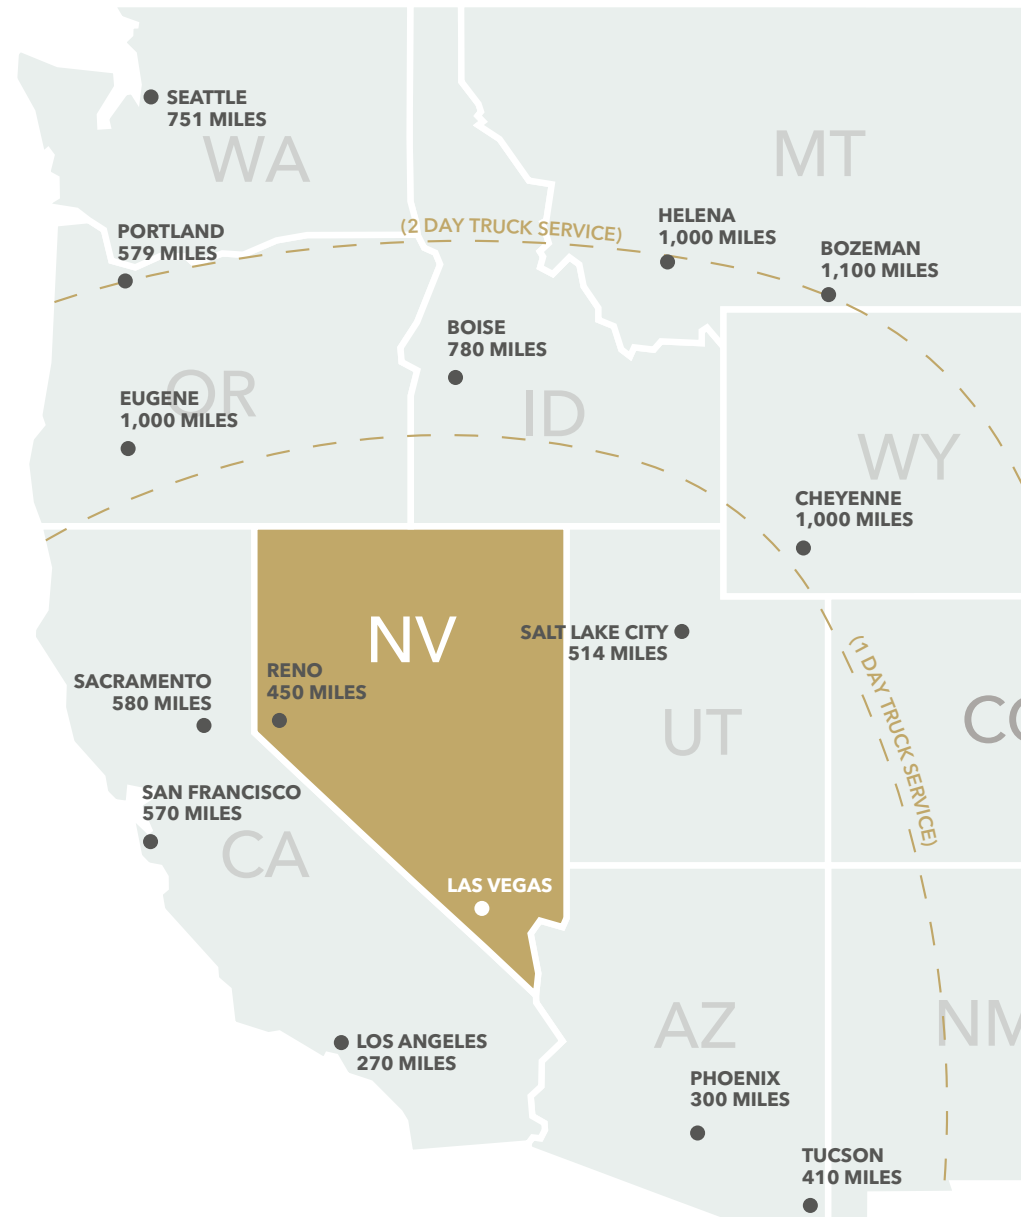 SEATTLE
751 MILES
WA
MT
PORTLAND
579 MILES
(2 DAY TRUCK SERVICE)
HELENA
1,000 MILES
BOZEMAN
1,100 MILES
BOISE
780 MILES
OR
EUGENE
1,000 MILES
ID
WY
CHEYENNE
1,000 MILES
NV
SALT LAKE CITY
514 MILES
RENO
450 MILES
SACRAMENTO
580 MILES
(1 DAY TRUCK SERVICE)
UT
CO
SAN FRANCISCO
570 MILES
CA
LAS VEGAS
AZ
NM
LOS ANGELES
270 MILES
PHOENIX
300 MILES
TUCSON
410 MILES